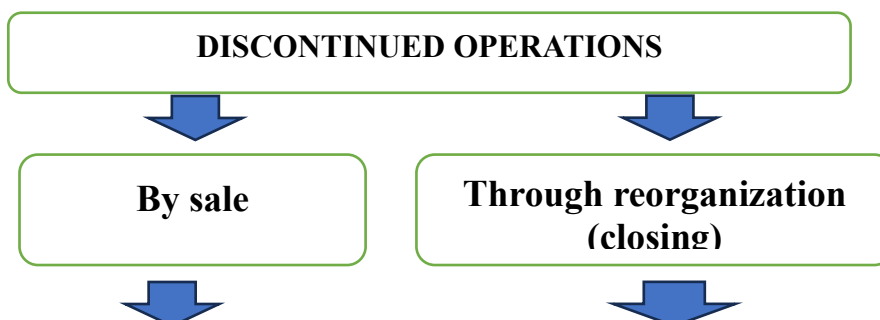 DISCONTINUED OPERATIONS
By sale
Through reorganization
(closing)